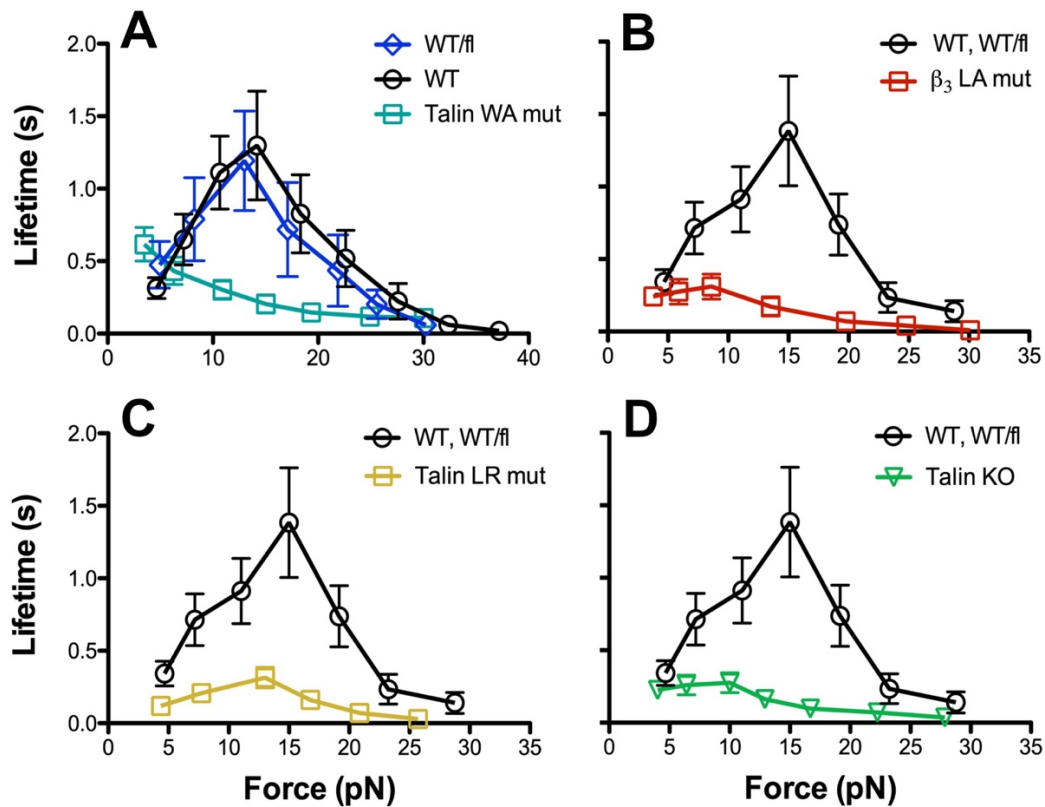 A
WT/fl
WT
Talin WA mut
Lifetime (s)
2.0
1.5
1.0
0.5
0.0
0 10 20 30 40
B
WT, WT/fl
β3 LA mut
0 5 10 15 20 25 30 35
C
WT, WT/fl
Talin LR mut
Lifetime (s)
2.0
1.5
1.0
0.5
0.0
0 5 10 15 20 25 30 35
Force (pN)
D
WT, WT/fl
Talin KO
0 5 10 15 20 25 30 35
Force (pN)